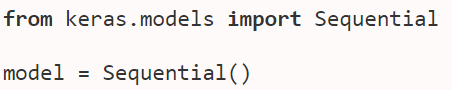 from keras.models import Sequential
model = Sequential()